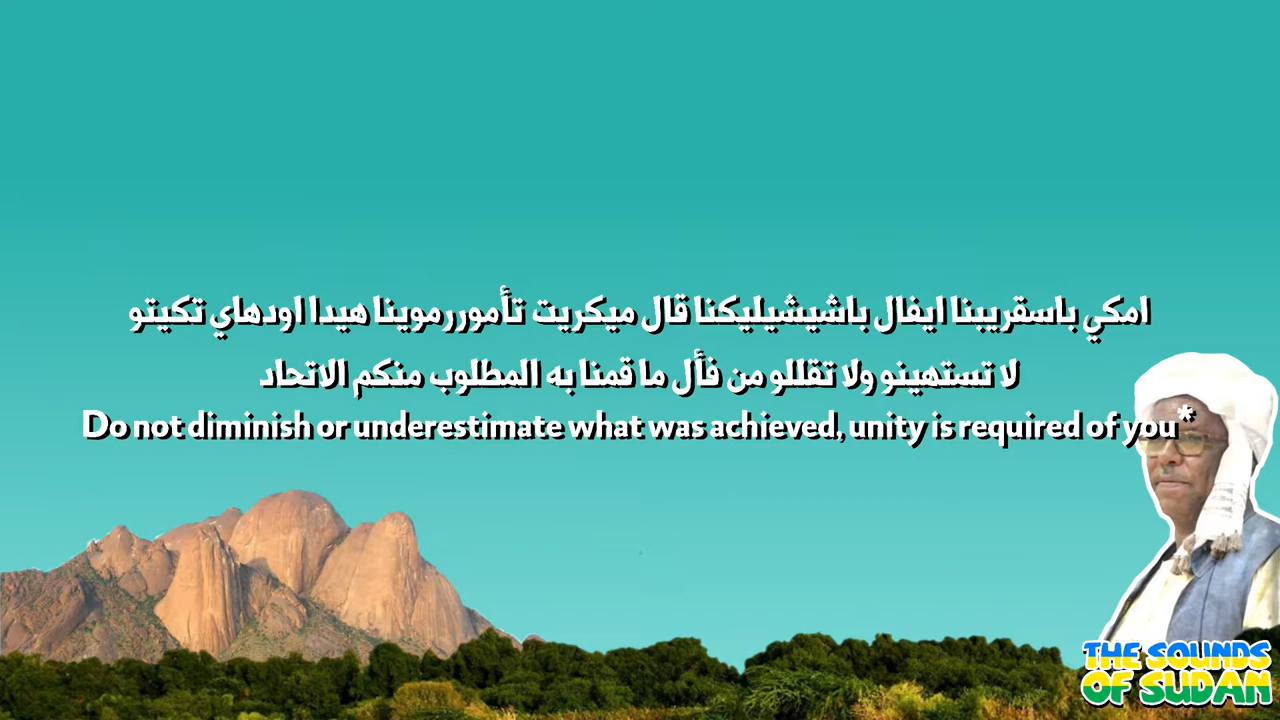 امكي باسقريبنا ايفال باشيشيليكنا قال ميكريت تأموررموينا هيدا اودهاي تكيتو
لا تستهينو ولا تقللو من فأل ما قمنا به المطلوب منكم الاتحاد
Do not diminish or underestimate what was achieved, unity is required of you*
THE SOUNDS
OF SUDAN